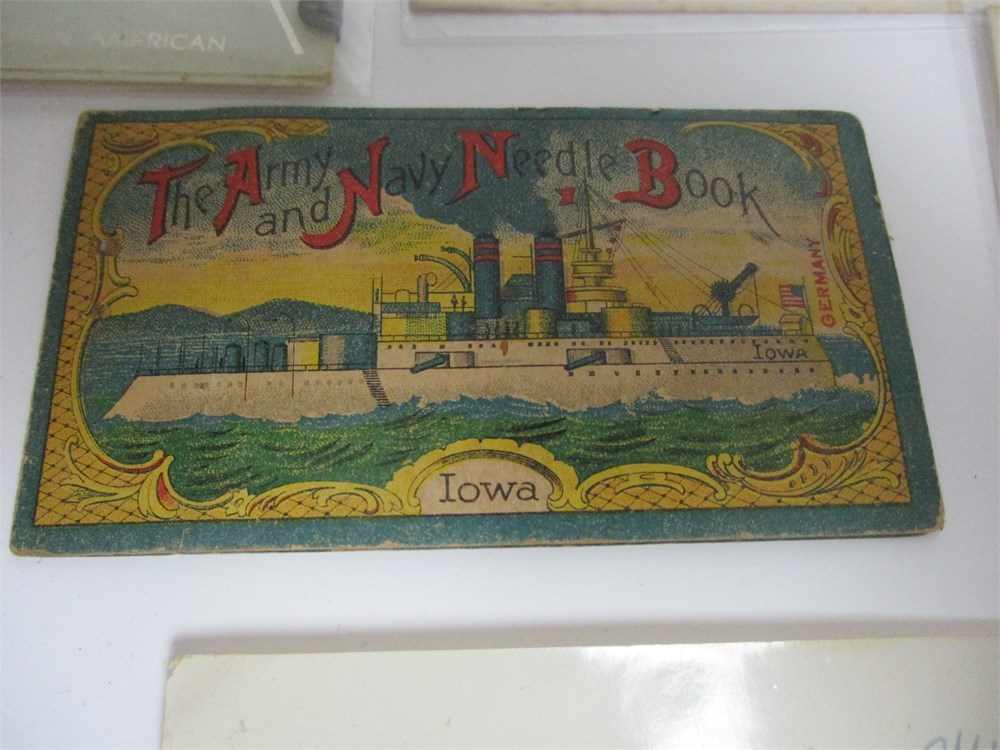 AMERICAN
The Army and Navy Needle Book
GERMANY
Iowa
Iowa